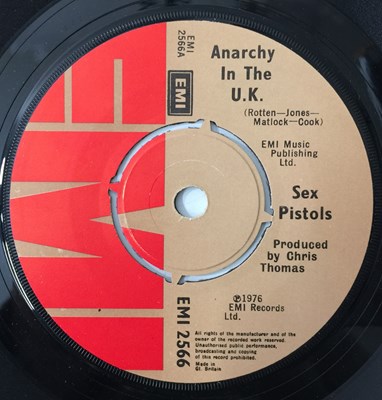 EMI
2566A
EMI
Anarchy
In The
U.K.
(Rotten—Jones—
Matlock—Cook)
EMI Music
Publishing
Ltd.
EMI
Sex
Pistols
Produced
by Chris
Thomas
EMI 2566
℗1976
EMI Records
Ltd.
All rights of the manufacturer and of the
owner of the recorded work reserved.
Unauthorised public performance,
broadcasting and copying
of this record prohibited.
Made in
Gt. Britain